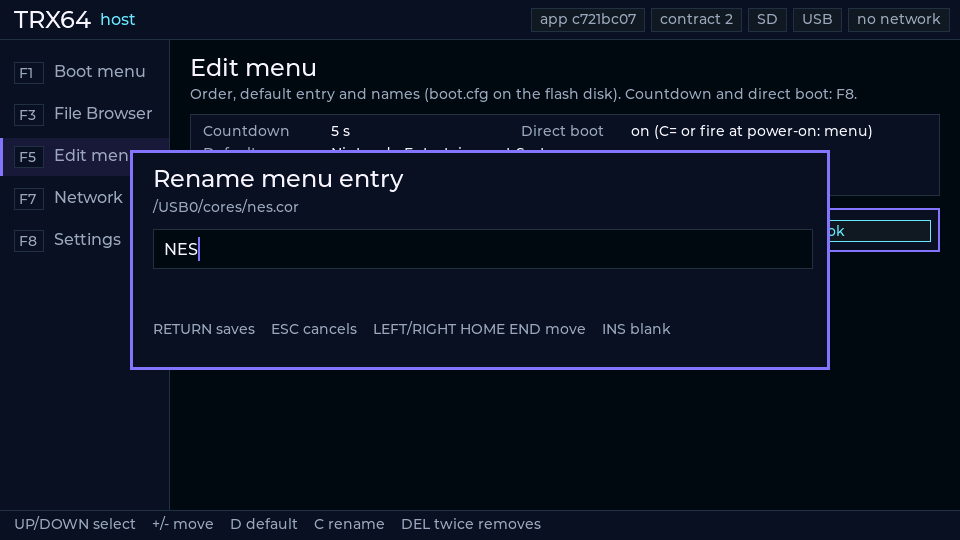 TRX64 host
app c721bc07 contract 2 SD USB no network
F1 Boot menu
F3 File Browser
F5 Edit men
F7 Network
F8 Settings
Edit menu
Order, default entry and names (boot.cfg on the flash disk). Countdown and direct boot: F8.
Countdown 5 s Direct boot on (C= or fire at power-on: menu)
ok
Rename menu entry
/USB0/cores/nes.cor
NES
RETURN saves ESC cancels LEFT/RIGHT HOME END move INS blank
UP/DOWN select +/- move D default C rename DEL twice removes